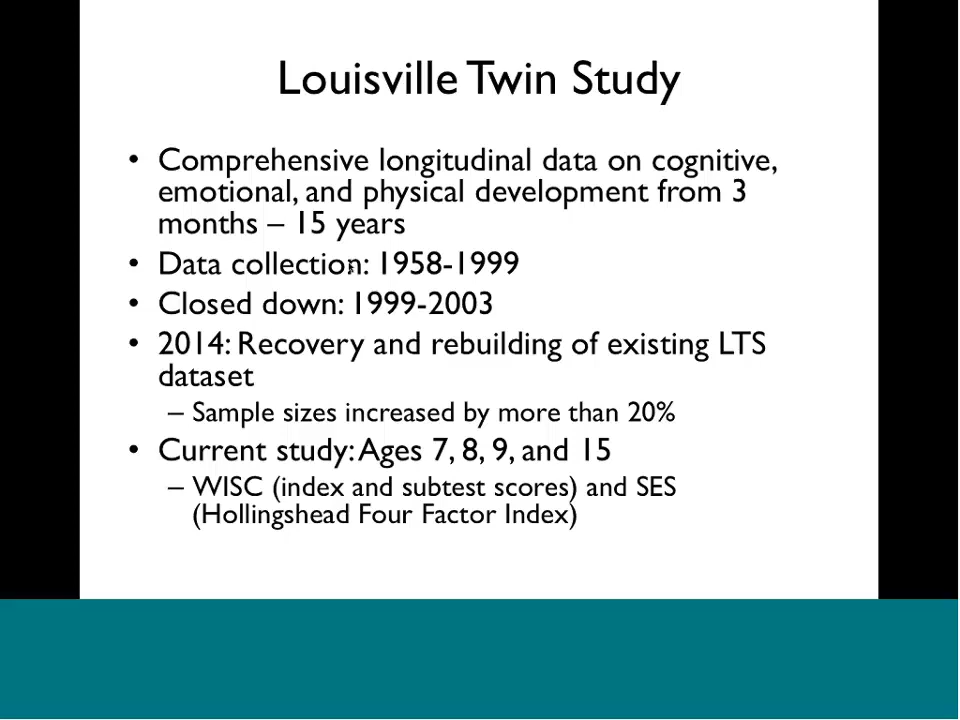 Louisville Twin Study
• Comprehensive longitudinal data on cognitive,
emotional, and physical development from 3
months – 15 years
• Data collection: 1958-1999
• Closed down: 1999-2003
• 2014: Recovery and rebuilding of existing LTS
dataset
– Sample sizes increased by more than 20%
• Current study: Ages 7, 8, 9, and 15
– WISC (index and subtest scores) and SES
(Hollingshead Four Factor Index)